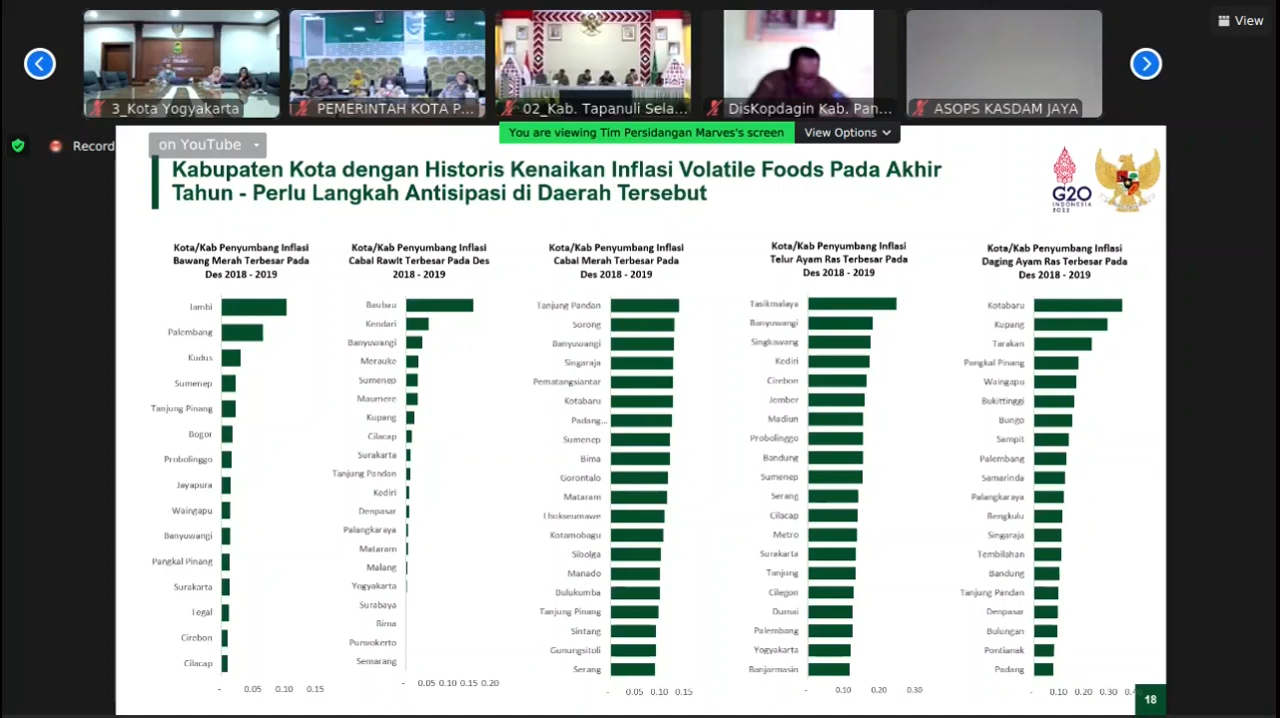 View
3_Kota Yogyakarta
PEMERINTAH KOTA P...
02_Kab. Tapanuli Sela...
DisKopdagin Kab. Pan...
ASOPS KASDAM JAYA
You are viewing Tim Persidangan Marves's screen
View Options
Record
on YouTube
Kabupaten Kota dengan Historis Kenaikan Inflasi Volatile Foods Pada Akhir
Tahun - Perlu Langkah Antisipasi di Daerah Tersebut
G20
INDONESIA
2022
Kota/Kab Penyumbang Inflasi
Bawang Merah Terbesar Pada
Des 2018 - 2019
Jambi
Palembang
Kudus
Sumenep
Tanjung Pinang
Bogor
Probolinggo
Jayapura
Waingapu
Banyuwangi
Pangkal Pinang
Surakarta
Tegal
Cirebon
Cilacap
- 0.05 0.10 0.15
Kota/Kab Penyumbang Inflasi
Cabai Rawit Terbesar Pada Des
2018 - 2019
Baubau
Kendari
Banyuwangi
Merauke
Sumenep
Maumere
Kupang
Cilacap
Surakarta
Tanjung Pandan
Kediri
Denpasar
Palangkaraya
Mataram
Malang
Yogyakarta
Surabaya
Bima
Purwokerto
Semarang
- 0.05 0.10 0.15 0.20
Kota/Kab Penyumbang Inflasi
Cabai Merah Terbesar Pada
Des 2018 - 2019
Tanjung Pandan
Sorong
Banyuwangi
Singaraja
Pematangsiantar
Kotabaru
Padang...
Sumenep
Bima
Gorontalo
Mataram
Lhokseumawe
Kotamobagu
Sibolga
Manado
Bulukumba
Tanjung Pinang
Sintang
Gunungsitoli
Serang
- 0.05 0.10 0.15
Kota/Kab Penyumbang Inflasi
Telur Ayam Ras Terbesar Pada
Des 2018 - 2019
Tasikmalaya
Banyuwangi
Singkawang
Kediri
Cirebon
Jember
Madiun
Probolinggo
Bandung
Sumenep
Serang
Cilacap
Metro
Surakarta
Tanjung
Cilegon
Dumai
Palembang
Yogyakarta
Banjarmasin
- 0.10 0.20 0.30
Kota/Kab Penyumbang Inflasi
Daging Ayam Ras Terbesar Pada
Des 2018 - 2019
Kotabaru
Kupang
Tarakan
Pangkal Pinang
Waingapu
Bukittinggi
Bungo
Sampit
Palembang
Samarinda
Palangkaraya
Bengkulu
Singaraja
Tembilahan
Bandung
Tanjung Pandan
Denpasar
Bulungan
Pontianak
Padang
- 0.10 0.20 0.30
18